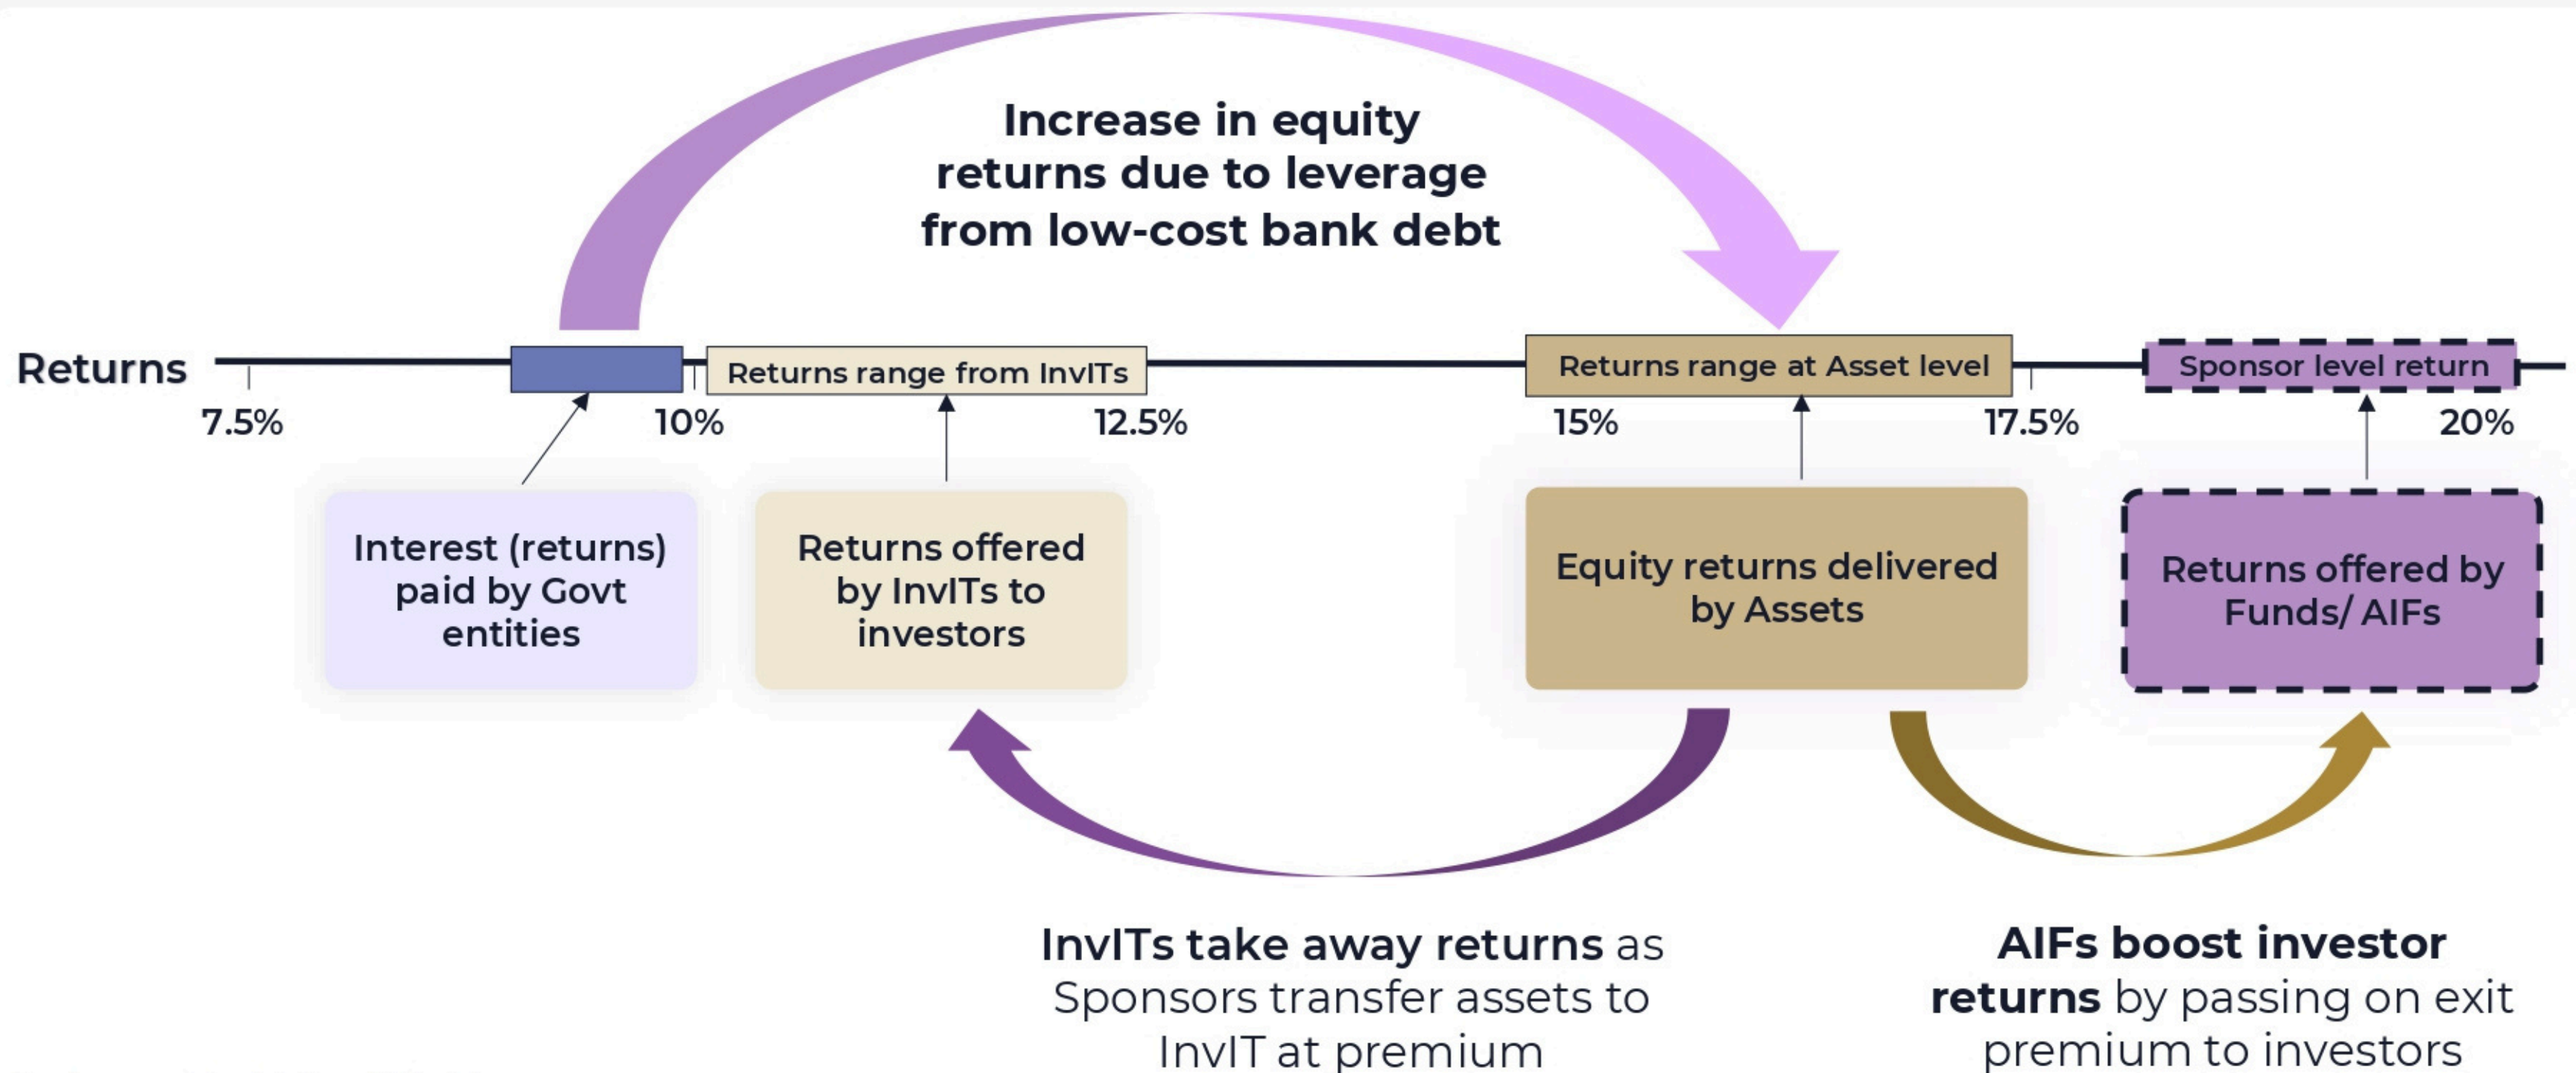 Increase in equity
returns due to leverage
from low-cost bank debt
Returns
Returns range from InvITs
Returns range at Asset level
Sponsor level return
7.5%
10%
12.5%
15%
17.5%
20%
Interest (returns)
paid by Govt
entities
Returns offered
by InvITs to
investors
Equity returns delivered
by Assets
Returns offered by
Funds/ AIFs
InvITs take away returns as
Sponsors transfer assets to
InvIT at premium
AIFs boost investor
returns by passing on exit
premium to investors